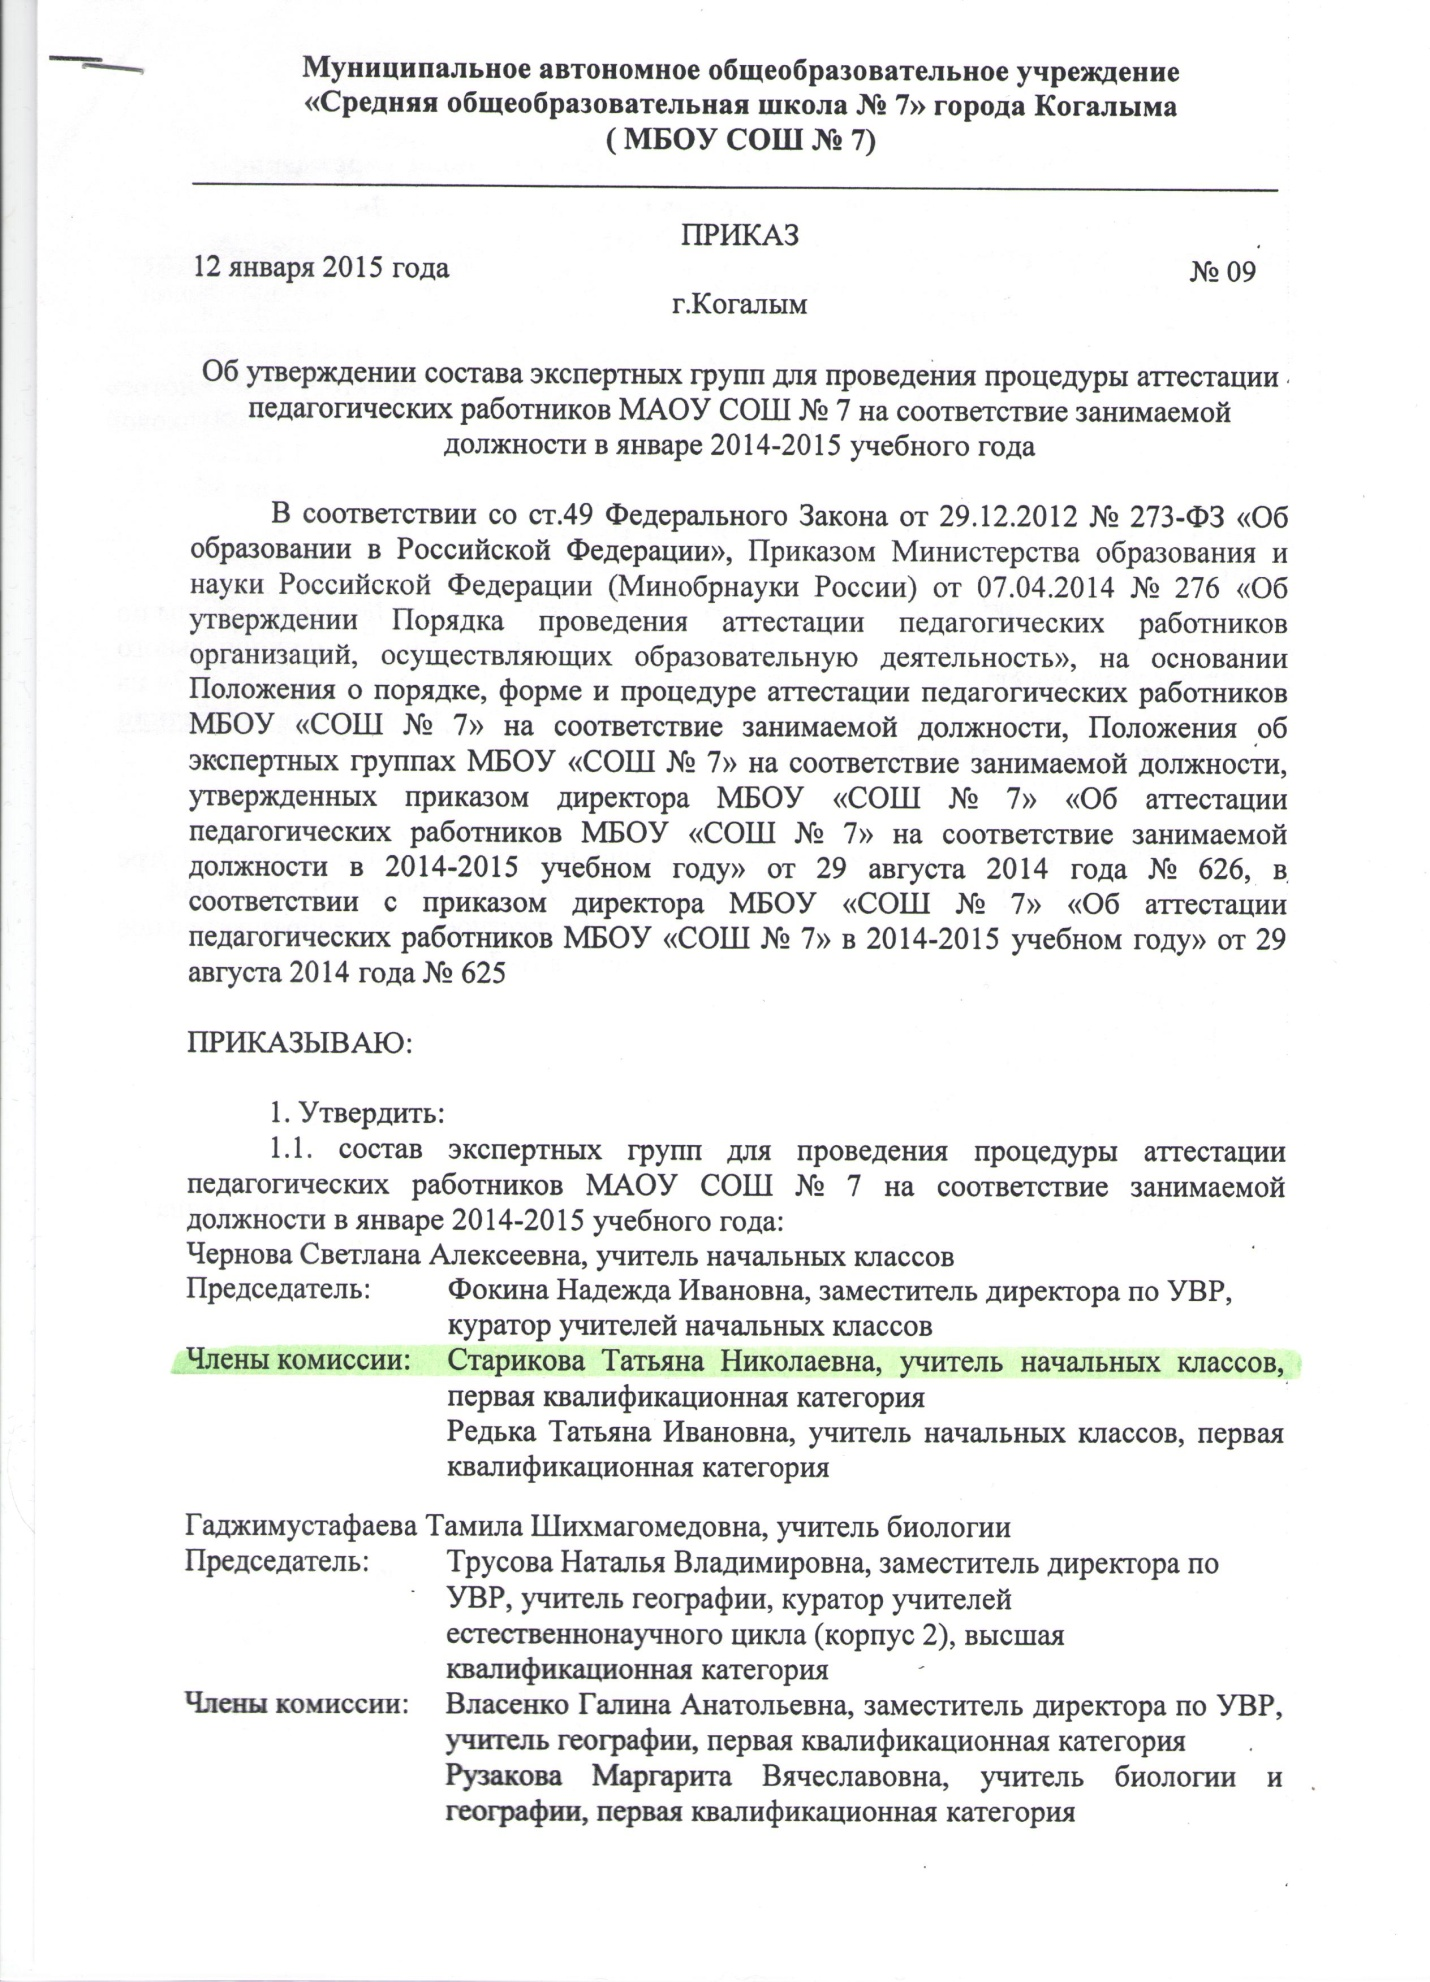 Муниципальное автономное общеобразовательное учреждение
«Средняя общеобразовательная школа № 7» города Когалыма
( МБОУ СОШ № 7)
ПРИКАЗ
12 января 2015 года
№ 09
г.Когалым
Об утверждении состава экспертных групп для проведения процедуры аттестации
педагогических работников МАОУ СОШ № 7 на соответствие занимаемой
должности в январе 2014-2015 учебного года
В соответствии со ст.49 Федерального Закона от 29.12.2012 № 273-ФЗ «Об
образовании в Российской Федерации», Приказом Министерства образования и
науки Российской Федерации (Минобрнауки России) от 07.04.2014 № 276 «Об
утверждении Порядка проведения аттестации педагогических работников
организаций, осуществляющих образовательную деятельность», на основании
Положения о порядке, форме и процедуре аттестации педагогических работников
МБОУ «СОШ № 7» на соответствие занимаемой должности, Положения об
экспертных группах МБОУ «СОШ № 7» на соответствие занимаемой должности,
утвержденных приказом директора МБОУ «СОШ № 7» «Об аттестации
педагогических работников МБОУ «СОШ № 7» на соответствие занимаемой
должности в 2014-2015 учебном году» от 29 августа 2014 года № 626, в
соответствии с приказом директора МБОУ «СОШ № 7» «Об аттестации
педагогических работников МБОУ «СОШ № 7» в 2014-2015 учебном году» от 29
августа 2014 года № 625
ПРИКАЗЫВАЮ:
1. Утвердить:
1.1. состав экспертных групп для проведения процедуры аттестации
педагогических работников МАОУ СОШ № 7 на соответствие занимаемой
должности в январе 2014-2015 учебного года:
Чернова Светлана Алексеевна, учитель начальных классов
Председатель: Фокина Надежда Ивановна, заместитель директора по УВР,
куратор учителей начальных классов
Члены комиссии: Старикова Татьяна Николаевна, учитель начальных классов,
первая квалификационная категория
Редька Татьяна Ивановна, учитель начальных классов, первая
квалификационная категория
Гаджимустафаева Тамила Шихмагомедовна, учитель биологии
Председатель: Трусова Наталья Владимировна, заместитель директора по
УВР, учитель географии, куратор учителей
естественнонаучного цикла (корпус 2), высшая
квалификационная категория
Члены комиссии: Власенко Галина Анатольевна, заместитель директора по УВР,
учитель географии, первая квалификационная категория
Рузакова Маргарита Вячеславовна, учитель биологии и
географии, первая квалификационная категория